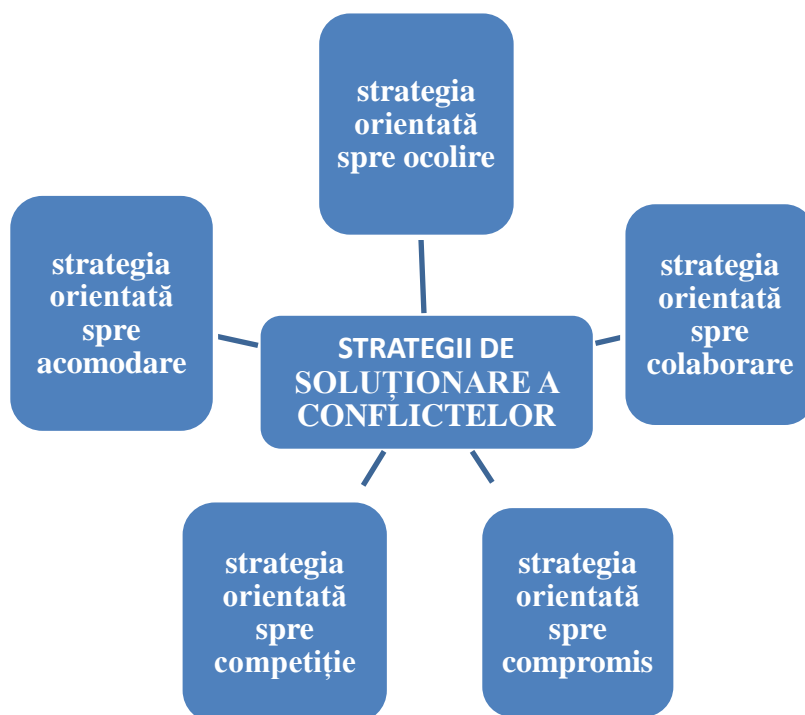 strategia
orientată
spre ocolire
strategia
orientată
spre
acomodare
strategia
orientată
spre
colaborare
STRATEGII DE
SOLUȚIONARE A
CONFLICTELOR
strategia
orientată
spre
competiție
strategia
orientată
spre
compromis